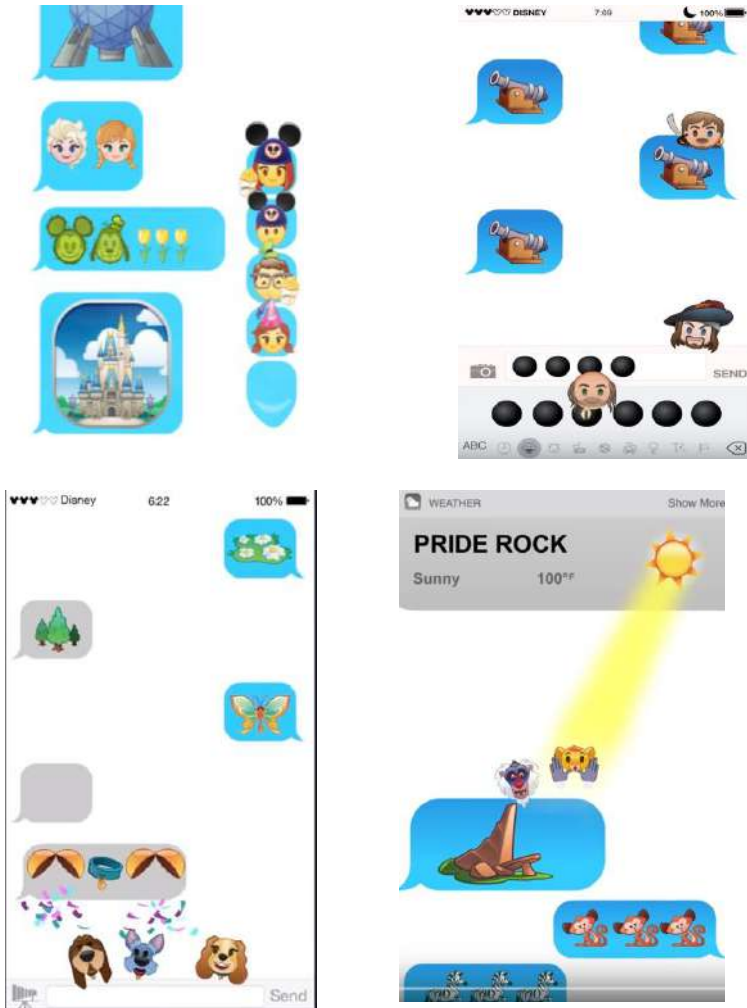 DISNEY 7:09 100%
SEND
ABC
Disney 6:22 100%
Send
WEATHER Show More
PRIDE ROCK
Sunny 100°F